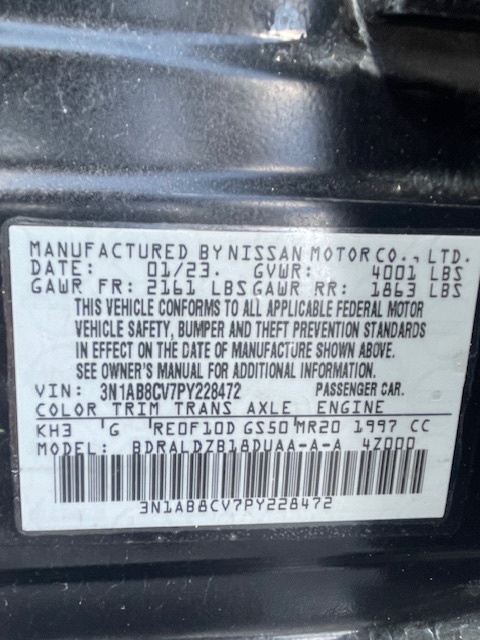 MANUFACTURED BY NISSAN MOTOR CO., LTD.
DATE: 01/23. GVWR: 4001 LBS
GAWR FR: 2161 LBS GAWR RR: 1863 LBS
THIS VEHICLE CONFORMS TO ALL APPLICABLE FEDERAL MOTOR
VEHICLE SAFETY, BUMPER AND THEFT PREVENTION STANDARDS
IN EFFECT ON THE DATE OF MANUFACTURE SHOWN ABOVE.
SEE OWNER'S MANUAL FOR ADDITIONAL INFORMATION.
VIN: 3N1AB8CV7PY228472 PASSENGER CAR.
COLOR TRIM TRANS AXLE ENGINE
KH3 G RE0F10D GS50 MR20 1997 CC
MODEL: BDRALDZB18DUAA-A-A 4Z000
3N1AB8CV7PY228472